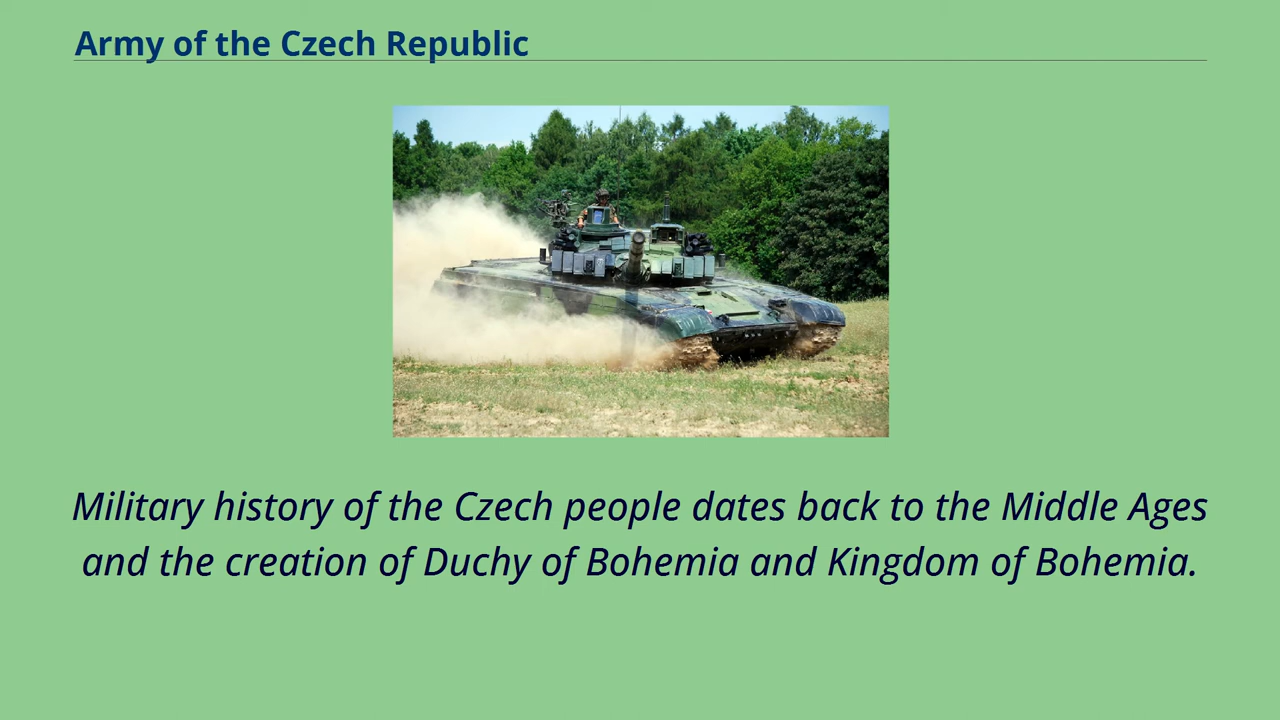 Army of the Czech Republic
Military history of the Czech people dates back to the Middle Ages
and the creation of Duchy of Bohemia and Kingdom of Bohemia.